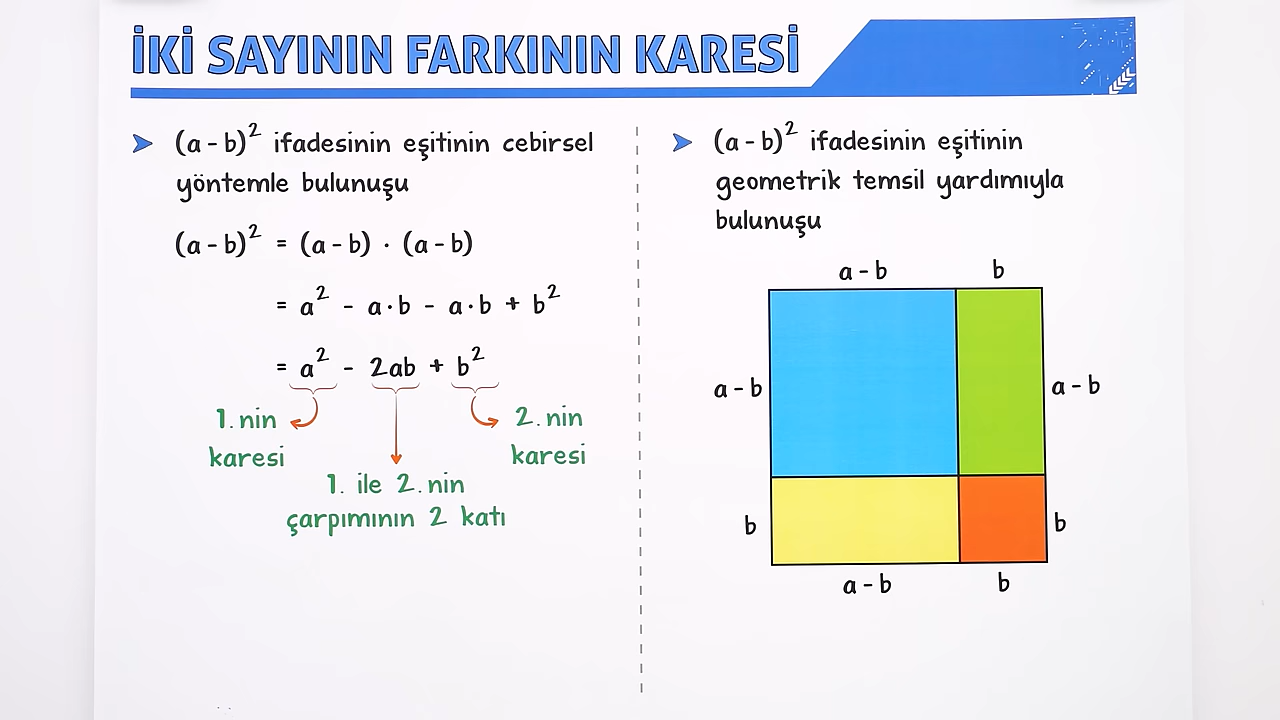 İKİ SAYININ FARKININ KARESİ
(a - b)² ifadesinin eşitinin cebirsel
yöntemle bulunuşu
(a - b)² = (a - b) · (a - b)
= a² - a·b - a·b + b²
= a² - 2ab + b²
1. nin
karesi
2. nin
karesi
1. ile 2. nin
çarpımının 2 katı
(a - b)² ifadesinin eşitinin
geometrik temsil yardımıyla
bulunuşu
a - b b
a - b a - b
b b
a - b b